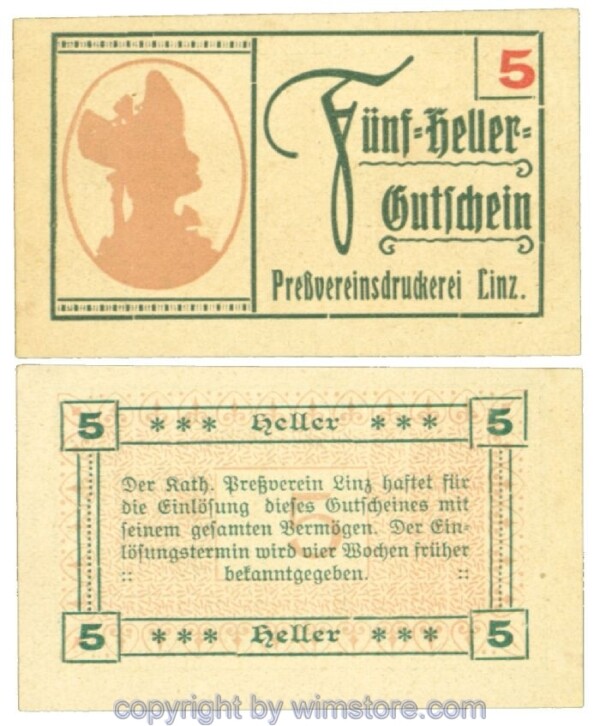 5
Fünf=Heller=
Gutschein
Preßvereinsdruckerei Linz.
5 *** Heller *** 5
Der Kath. Preßverein Linz haftet für
die Einlösung dieses Gutscheines mit
seinem gesamten Vermögen. Der Ein-
lösungstermin wird vier Wochen früher
:: bekanntgegeben. ::
5
5 *** Heller *** 5
copyright by wimstore.com